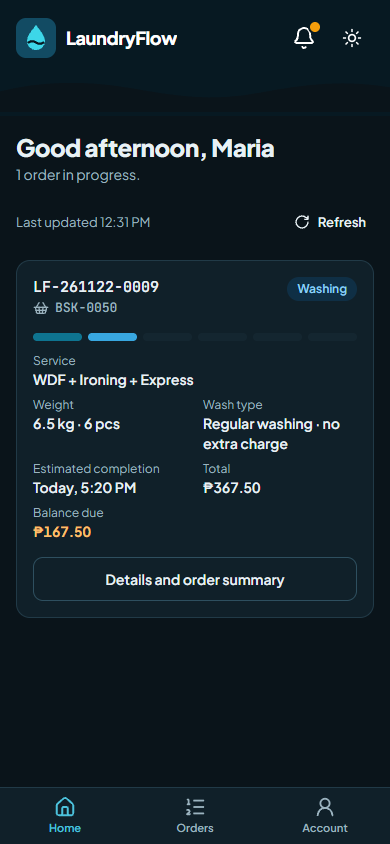 LaundryFlow
Good afternoon, Maria
1 order in progress.
Last updated 12:31 PM
Refresh
LF-261122-0009
Washing
BSK-0050
Service
WDF + Ironing + Express
Weight
Wash type
6.5 kg · 6 pcs
Regular washing · no
extra charge
Estimated completion
Total
Today, 5:20 PM
₱367.50
Balance due
₱167.50
Details and order summary
Home
Orders
Account